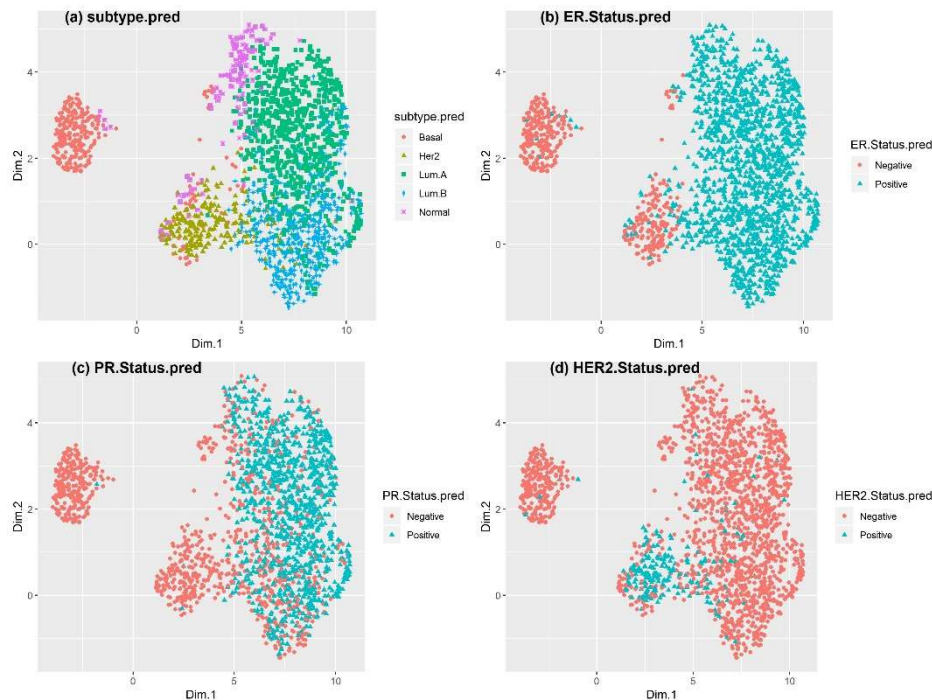 (a) subtype.pred
4
2
0
Dim.2
0
5
10
Dim.1
subtype.pred
Basal
Her2
Lum.A
Lum.B
Normal
(b) ER.Status.pred
4
2
0
Dim.2
0
5
10
Dim.1
ER.Status.pred
Negative
Positive
(c) PR.Status.pred
4
2
0
Dim.2
0
5
10
Dim.1
PR.Status.pred
Negative
Positive
(d) HER2.Status.pred
4
2
0
Dim.2
0
5
10
Dim.1
HER2.Status.pred
Negative
Positive